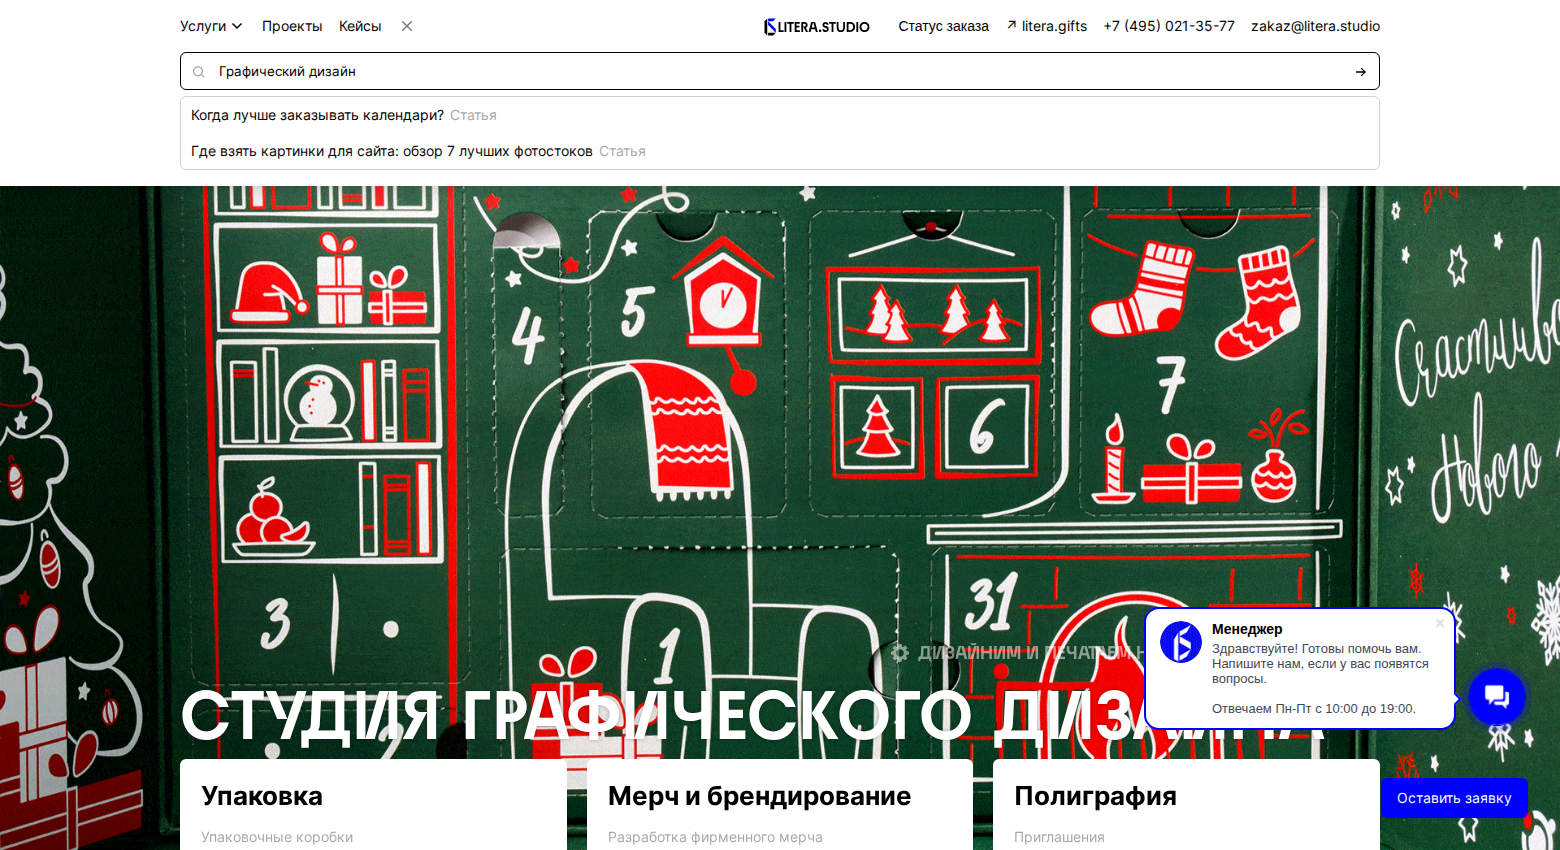 Услуги
Проекты
Кейсы
LITERA.STUDIO
Статус заказа
litera.gifts
+7 (495) 021-35-77
zakaz@litera.studio
Графический дизайн
Когда лучше заказывать календари? Статья
Где взять картинки для сайта: обзор 7 лучших фотостоков Статья
4
5
6
7
Счастливо
Нового
3
1
31
2
ДИЗАЙНИМ И ПЕЧАТАЕМ
СТУДИЯ ГРАФИЧЕСКОГО
Менеджер
Здравствуйте! Готовы помочь вам.
Напишите нам, если у вас появятся
вопросы.
Отвечаем Пн-Пт с 10:00 до 19:00.
Оставить заявку
Упаковка
Упаковочные коробки
Мерч и брендирование
Разработка фирменного мерча
Полиграфия
Приглашения